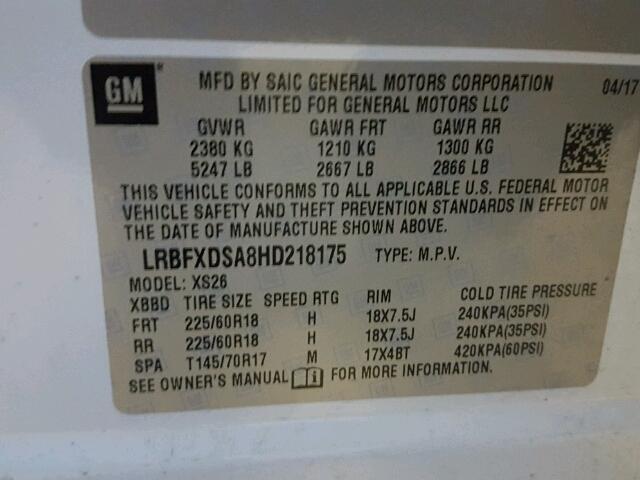 GM ®
MFD BY SAIC GENERAL MOTORS CORPORATION 04/17
LIMITED FOR GENERAL MOTORS LLC
GVWR GAWR FRT GAWR RR
2380 KG 1210 KG 1300 KG
5247 LB 2667 LB 2866 LB
THIS VEHICLE CONFORMS TO ALL APPLICABLE U.S. FEDERAL MOTOR
VEHICLE SAFETY AND THEFT PREVENTION STANDARDS IN EFFECT ON
THE DATE OF MANUFACTURE SHOWN ABOVE.
LRBFXDSA8HD218175 TYPE: M.P.V.
MODEL: XS26
XBBD TIRE SIZE SPEED RTG RIM COLD TIRE PRESSURE
FRT 225/60R18 H 18X7.5J 240KPA(35PSI)
RR 225/60R18 H 18X7.5J 240KPA(35PSI)
SPA T145/70R17 M 17X4BT 420KPA(60PSI)
SEE OWNER'S MANUAL i FOR MORE INFORMATION.